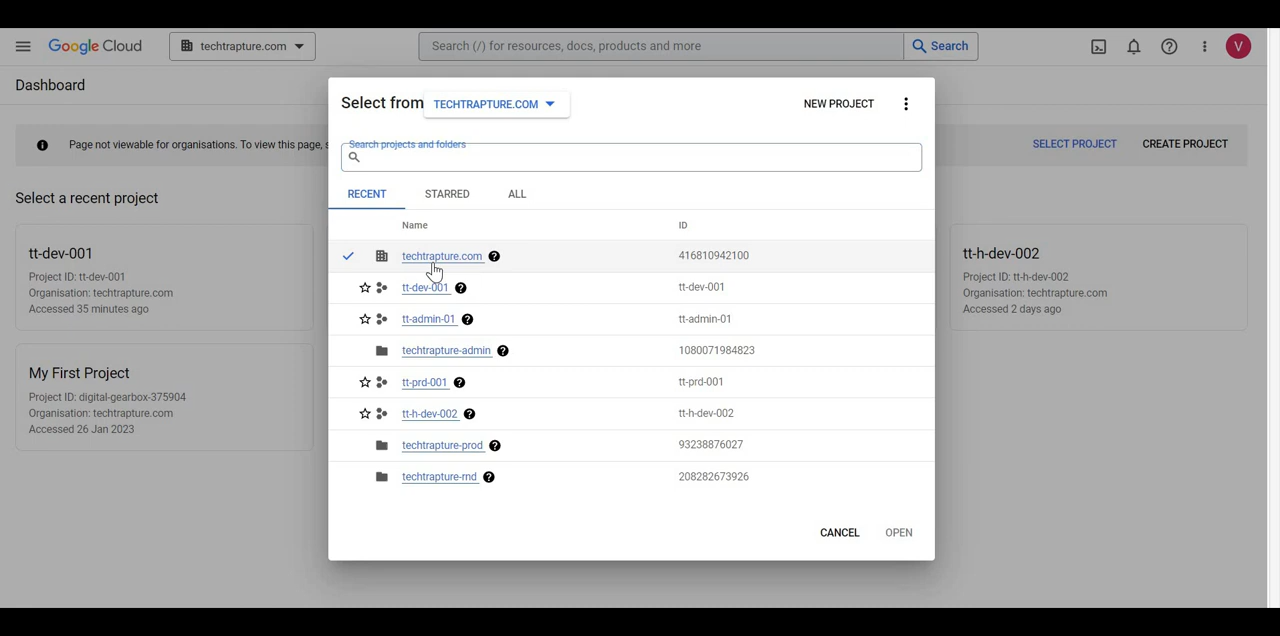 Google Cloud techtrapture.com Search (/) for resources, docs, products and more Search V
Dashboard
Select from TECHTRAPTURE.COM NEW PROJECT
Page not viewable for organisations. To view this page, s SELECT PROJECT CREATE PROJECT
Search projects and folders
Select a recent project
RECENT STARRED ALL
Name ID
techtrapture.com 416810942100
tt-dev-001 tt-dev-001
tt-admin-01 tt-admin-01
techtrapture-admin 1080071984823
tt-prd-001 tt-prd-001
tt-h-dev-002 tt-h-dev-002
techtrapture-prod 93238876027
techtrapture-rnd 208282673926
CANCEL OPEN
tt-dev-001
Project ID: tt-dev-001
Organisation: techtrapture.com
Accessed 35 minutes ago
tt-h-dev-002
Project ID: tt-h-dev-002
Organisation: techtrapture.com
Accessed 2 days ago
My First Project
Project ID: digital-gearbox-375904
Organisation: techtrapture.com
Accessed 26 Jan 2023